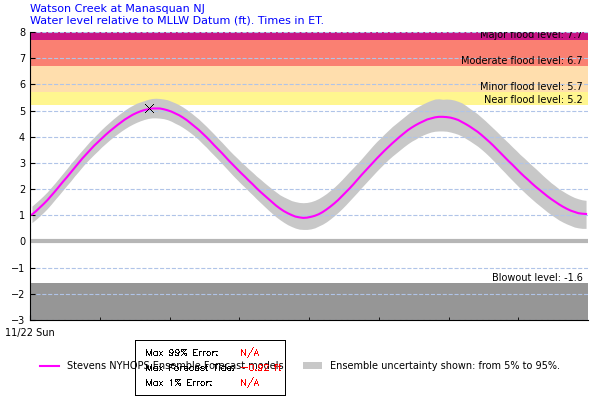 Watson Creek at Manasquan NJ
Water level relative to MLLW Datum (ft). Times in ET.
8
Major flood level: 7.7
7
Moderate flood level: 6.7
6
Minor flood level: 5.7
Near flood level: 5.2
5
4
3
2
1
0
−1
Blowout level: -1.6
−2
−3
11/22 Sun
Max 99% Error: N/A
Stevens NYHOPS Ensemble Forecast models
Ensemble uncertainty shown: from 5% to 95%.
Max Forecast Tide: ft
Max 1% Error: N/A